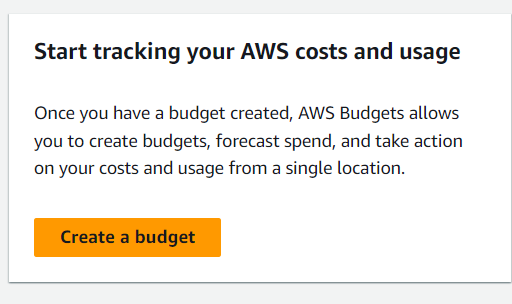 Start tracking your AWS costs and usage
Once you have a budget created, AWS Budgets allows
you to create budgets, forecast spend, and take action
on your costs and usage from a single location.
Create a budget